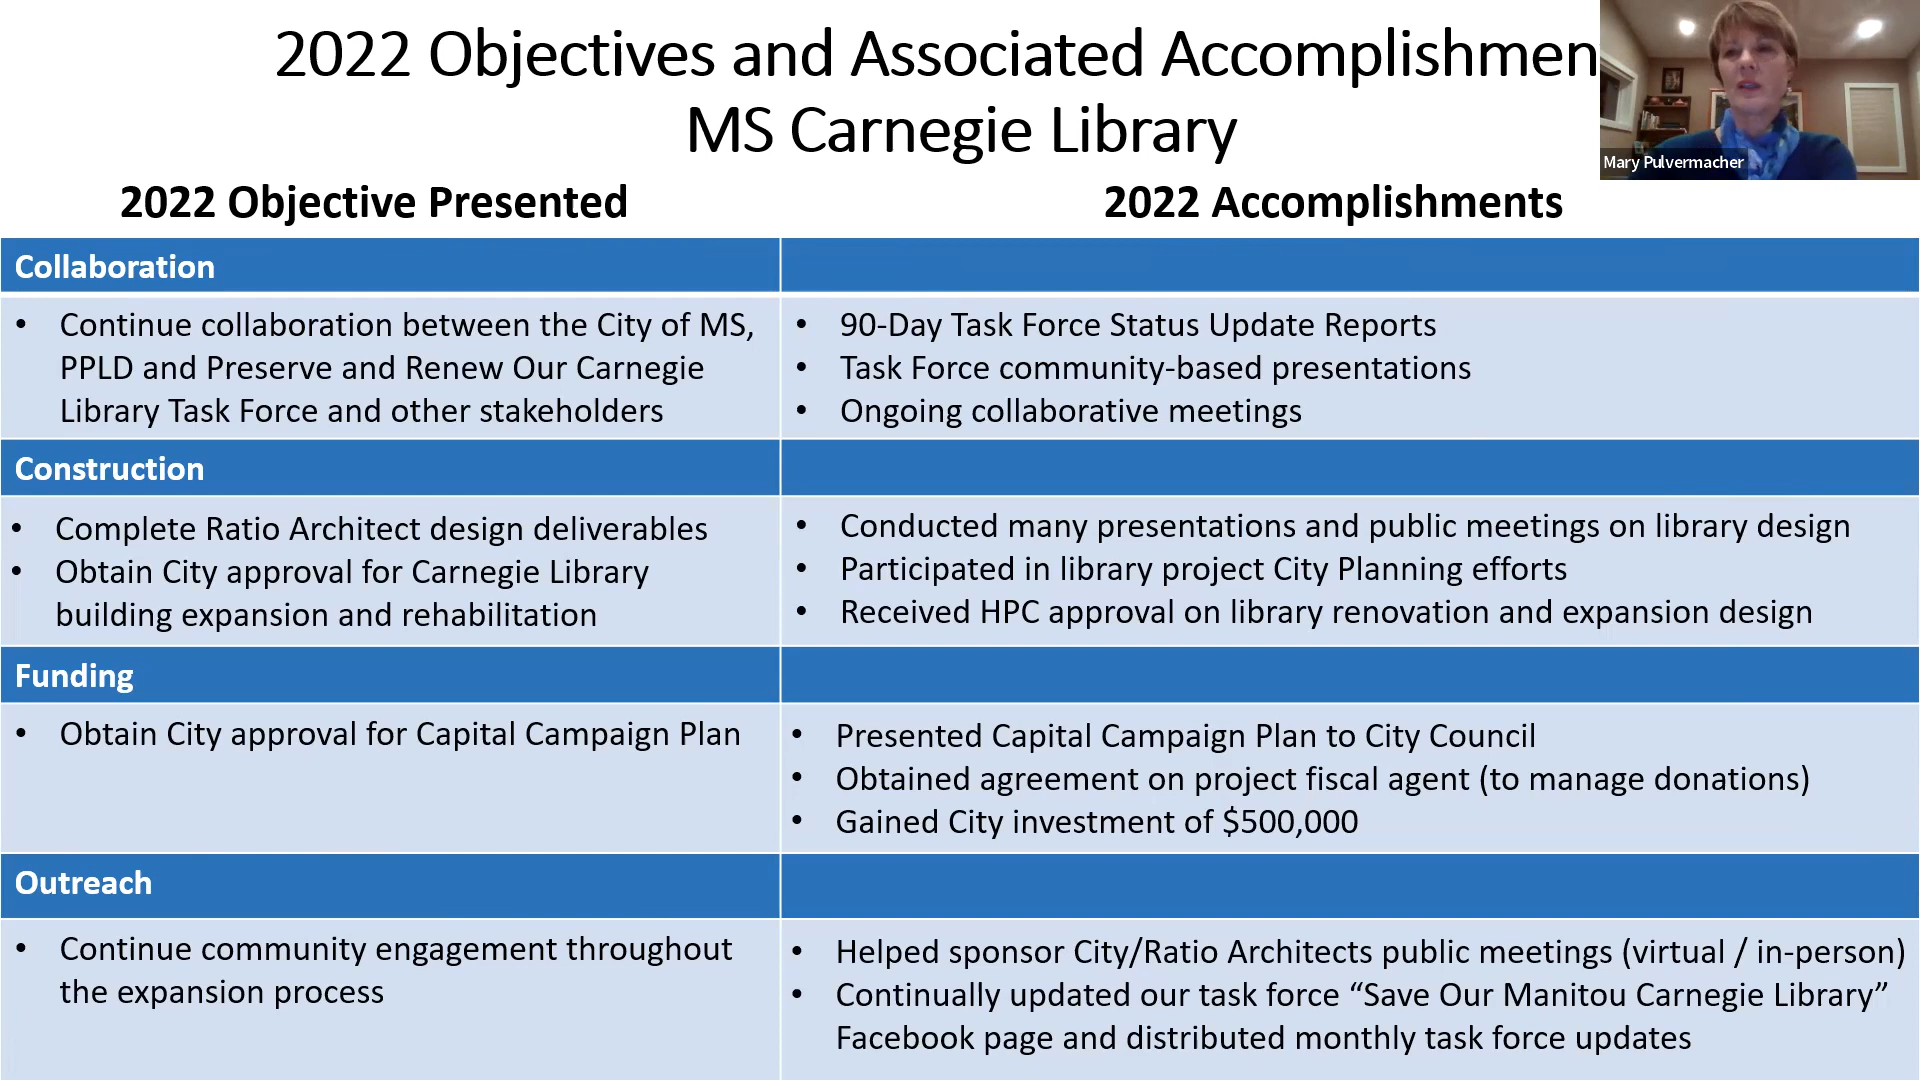 2022 Objectives and Associated Accomplishmen
MS Carnegie Library
Mary Pulvermacher
2022 Objective Presented
2022 Accomplishments
Collaboration
• Continue collaboration between the City of MS,
PPLD and Preserve and Renew Our Carnegie
Library Task Force and other stakeholders
• 90-Day Task Force Status Update Reports
• Task Force community-based presentations
• Ongoing collaborative meetings
Construction
• Complete Ratio Architect design deliverables
• Obtain City approval for Carnegie Library
building expansion and rehabilitation
• Conducted many presentations and public meetings on library design
• Participated in library project City Planning efforts
• Received HPC approval on library renovation and expansion design
Funding
• Obtain City approval for Capital Campaign Plan
• Presented Capital Campaign Plan to City Council
• Obtained agreement on project fiscal agent (to manage donations)
• Gained City investment of $500,000
Outreach
• Continue community engagement throughout
the expansion process
• Helped sponsor City/Ratio Architects public meetings (virtual / in-person)
• Continually updated our task force “Save Our Manitou Carnegie Library”
Facebook page and distributed monthly task force updates